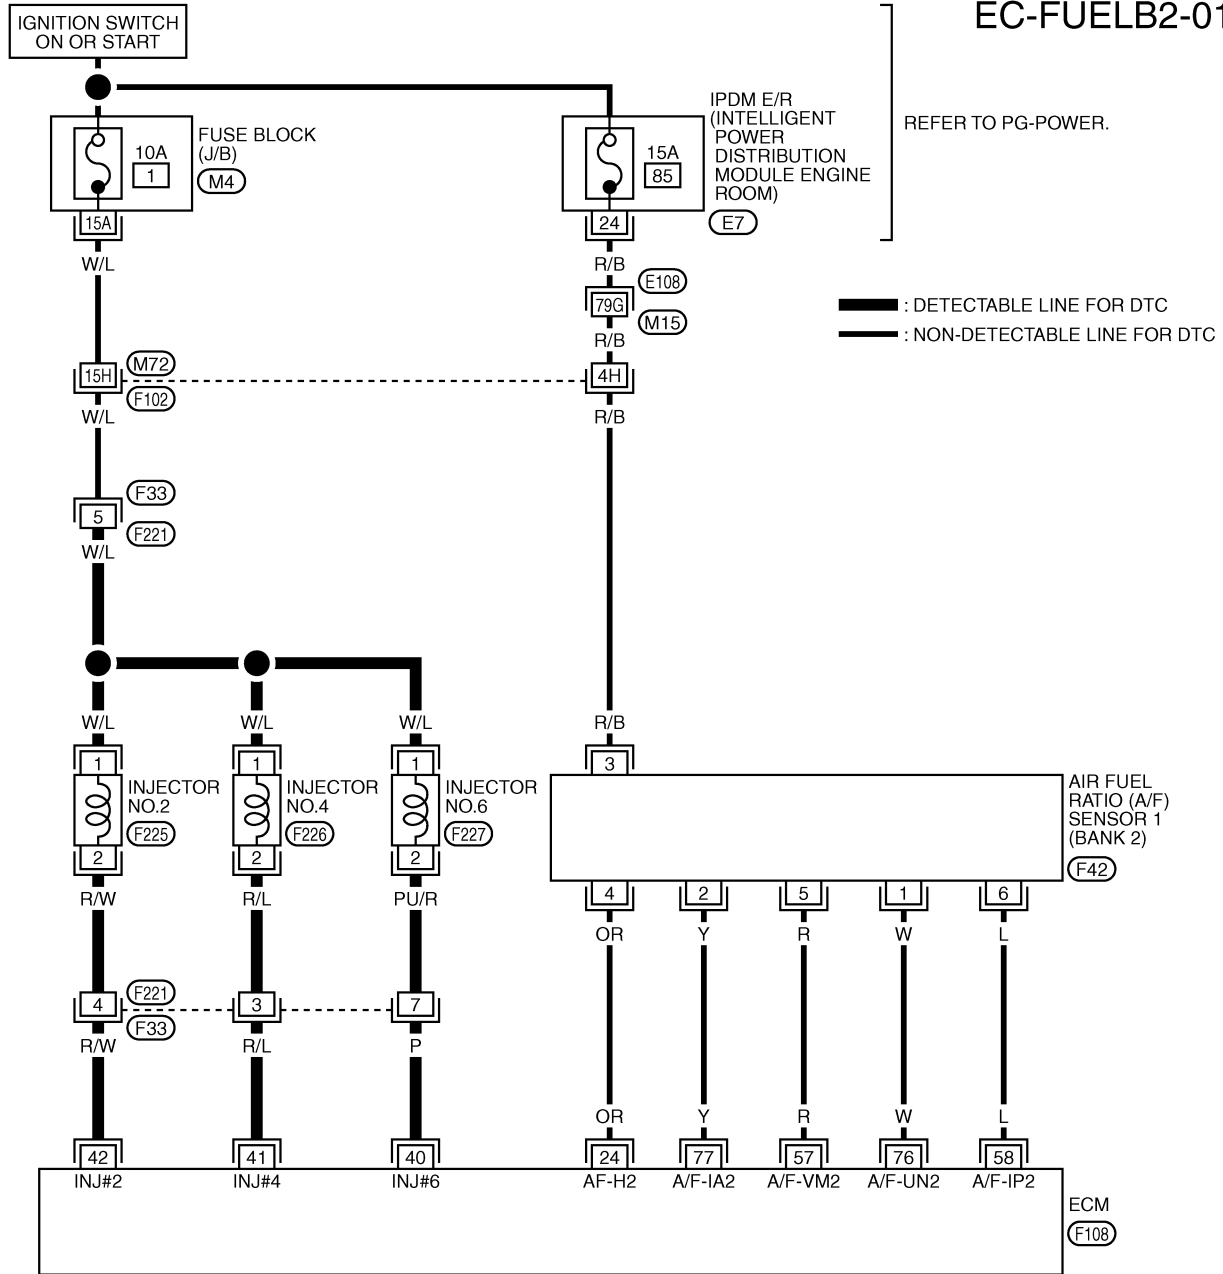 EC-FUELB2-01
IGNITION SWITCH
ON OR START
10A
1
FUSE BLOCK
(J/B)
M4
15A
85
IPDM E/R
(INTELLIGENT
POWER
DISTRIBUTION
MODULE ENGINE
ROOM)
E7
REFER TO PG-POWER.
15A
24
W/L
R/B
E108
79G
M15
R/B
: DETECTABLE LINE FOR DTC
: NON-DETECTABLE LINE FOR DTC
15H
M72
F102
4H
W/L
R/B
5
F33
F221
W/L
W/L
W/L
W/L
R/B
1
1
1
3
INJECTOR
NO.2
F225
INJECTOR
NO.4
F226
INJECTOR
NO.6
F227
AIR FUEL
RATIO (A/F)
SENSOR 1
(BANK 2)
F42
2
2
2
4
2
5
1
6
R/W
R/L
PU/R
OR
Y
R
W
L
4
F221
F33
3
7
R/W
R/L
P
OR
Y
R
W
L
42
41
40
24
77
57
76
58
INJ#2
INJ#4
INJ#6
AF-H2
A/F-IA2
A/F-VM2
A/F-UN2
A/F-IP2
ECM
F108